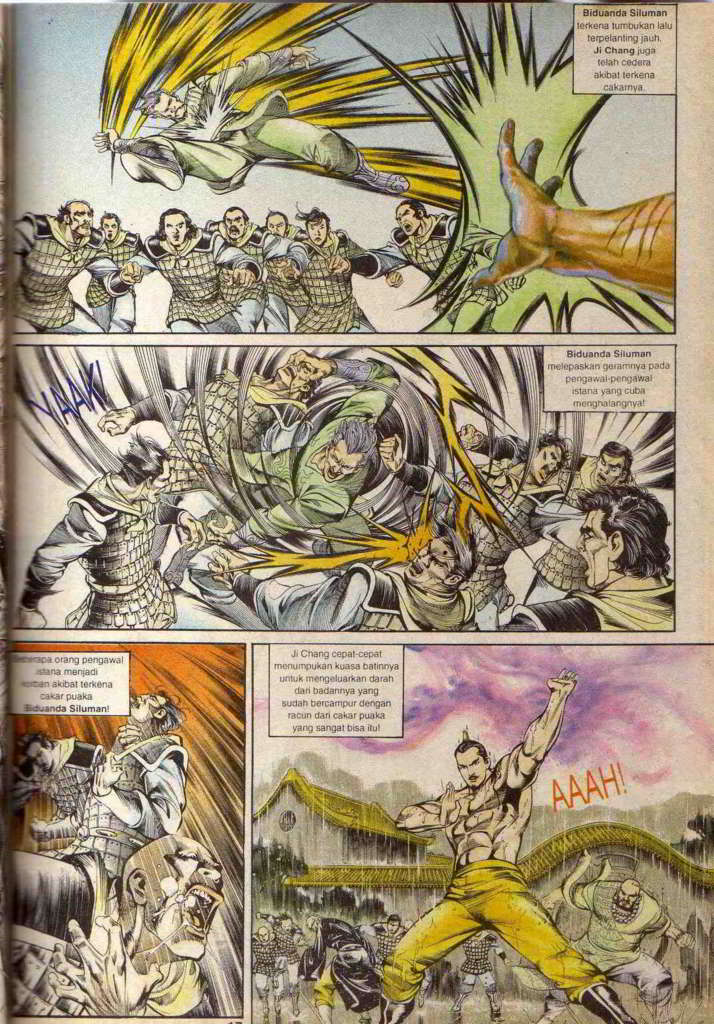 Biduanda Siluman
terkena tumbukan lalu
terpelanting jauh.
Ji Chang juga
telah cedera
akibat terkena
cakarnya.
YAAK!
Biduanda Siluman
melepaskan geramnya pada
pengawal-pengawal
istana yang cuba
menghalangnya!
Beberapa orang pengawal
istana menjadi
korban akibat terkena
cakar puaka
Biduanda Siluman!
Ji Chang cepat-cepat
menumpukan kuasa batinnya
untuk mengeluarkan darah
dari badannya yang
sudah bercampur dengan
racun dari cakar puaka
yang sangat bisa itu!
AAAH!